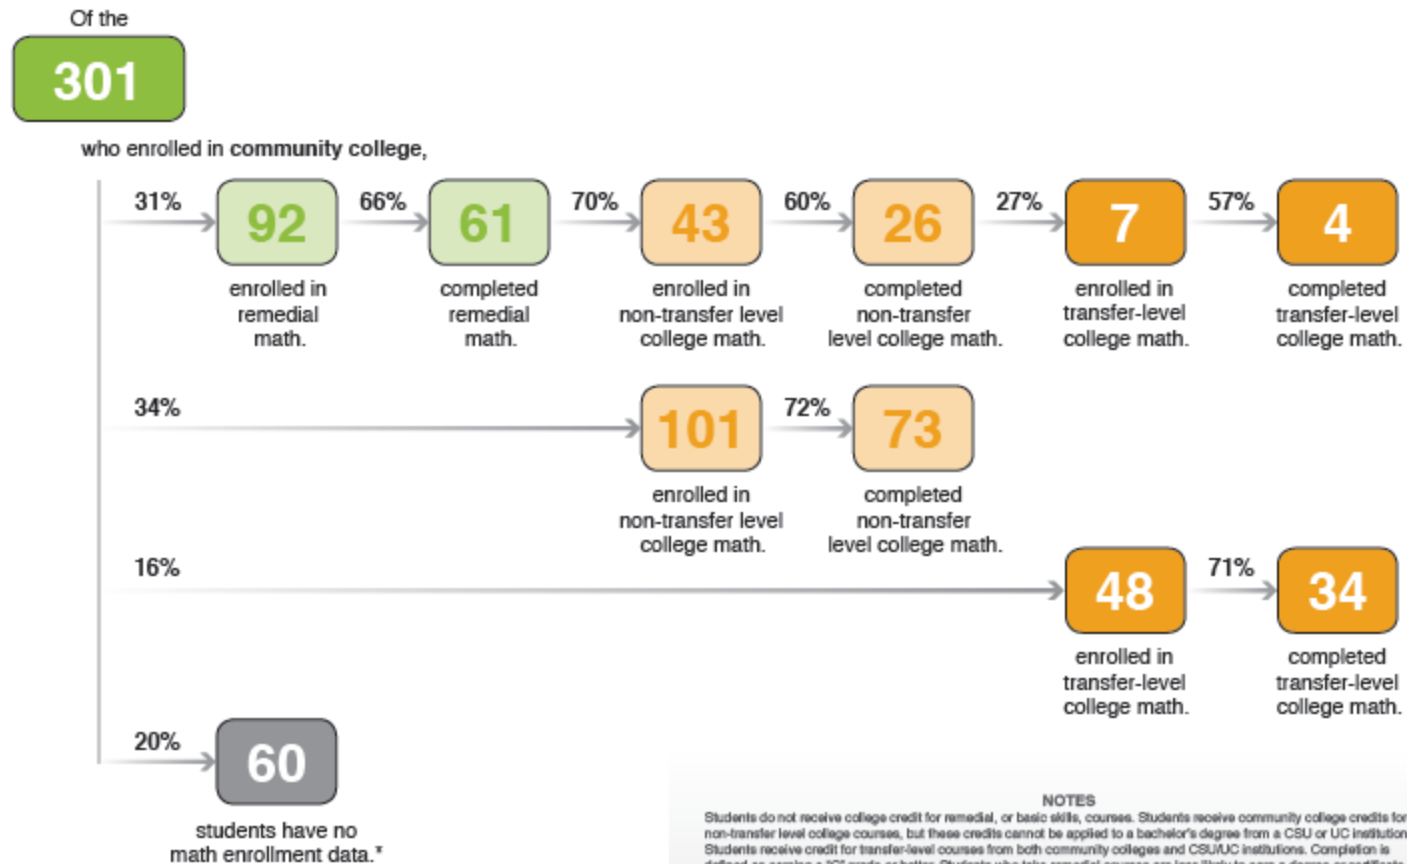 Of the
301
who enrolled in community college,
31%
92
66%
61
70%
43
60%
26
27%
7
57%
4
enrolled in
remedial
math.
completed
remedial
math.
enrolled in
non-transfer level
college math.
completed
non-transfer
level college math.
enrolled in
transfer-level
college math.
completed
transfer-level
college math.
34%
101
72%
73
enrolled in
non-transfer level
college math.
completed
non-transfer
level college math.
16%
48
71%
34
enrolled in
transfer-level
college math.
completed
transfer-level
college math.
20%
60
students have no
math enrollment data.*
NOTES
Students do not receive college credit for remedial, or basic skills, courses. Students receive community college credits for
non-transfer level college courses, but these credits cannot be applied to a bachelor's degree from a CSU or UC institution
Students receive credit for transfer-level courses from both community colleges and CSU/UC institutions. Completion is